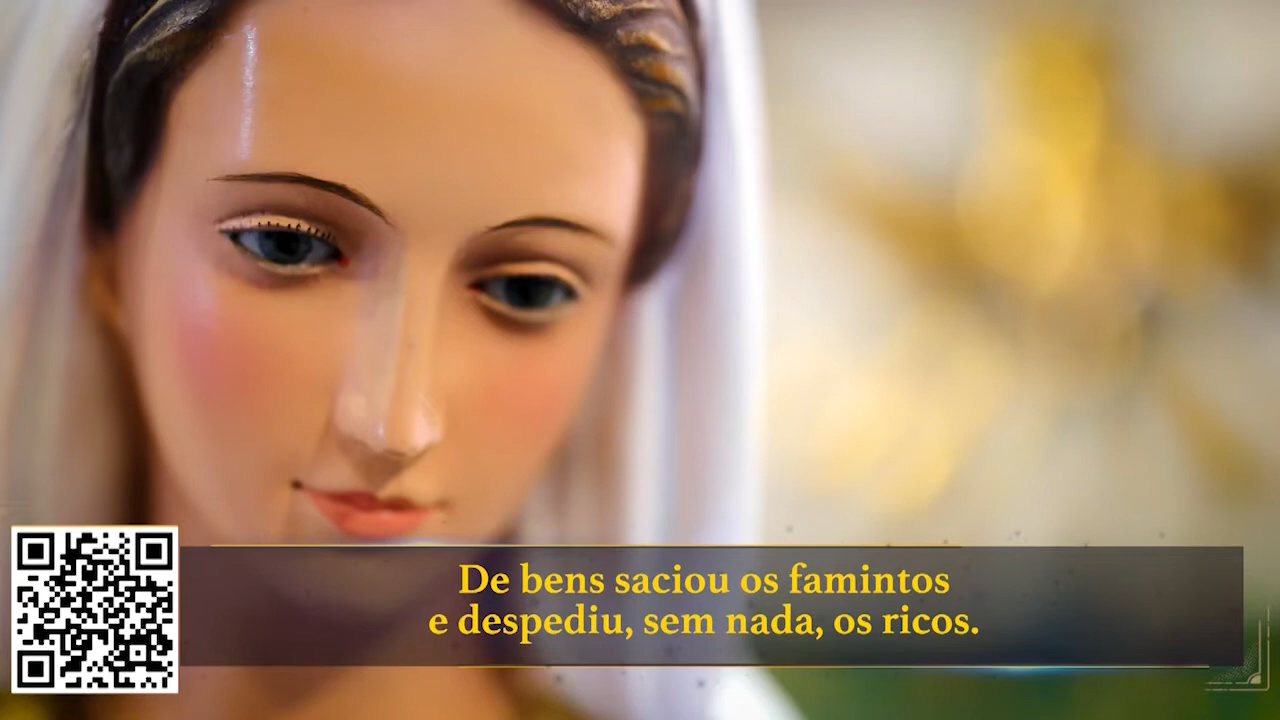 De bens saciou os famintos
e despediu, sem nada, os ricos.